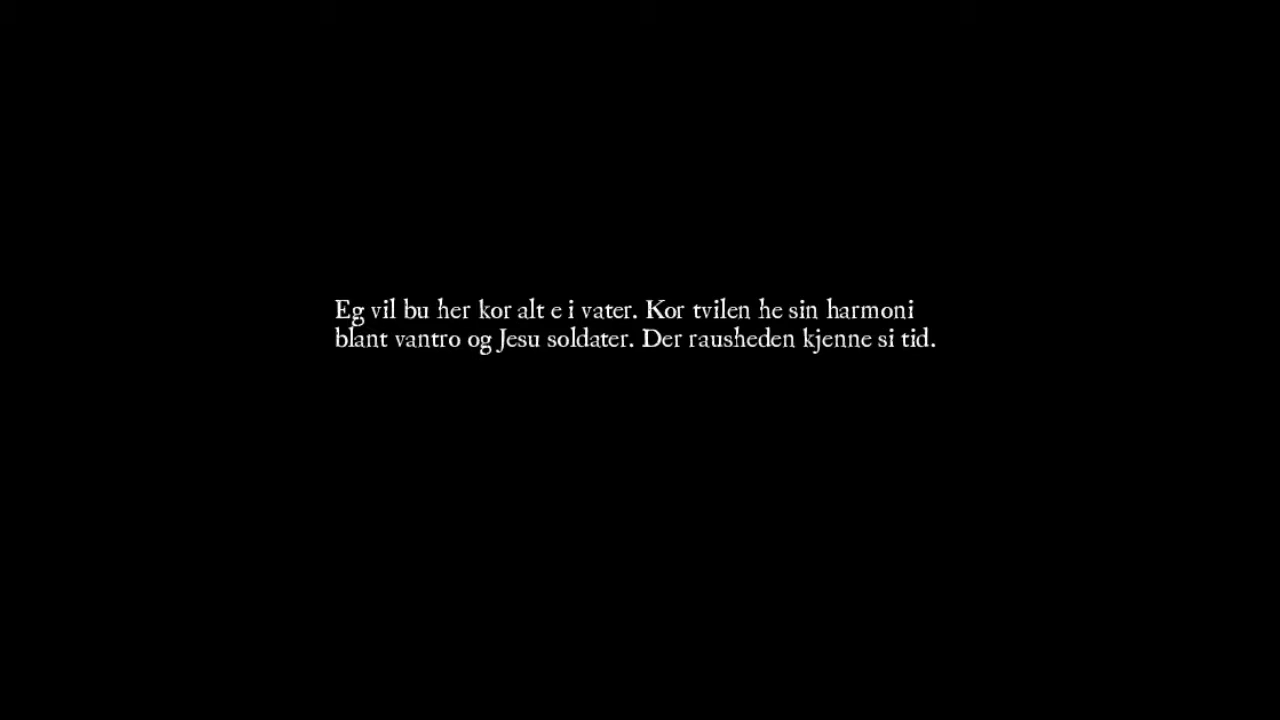 Eg vil bu her kor alt e i vater. Kor tvilen he sin harmoni
blant vantro og Jesu soldater. Der rausheden kjenne si tid.